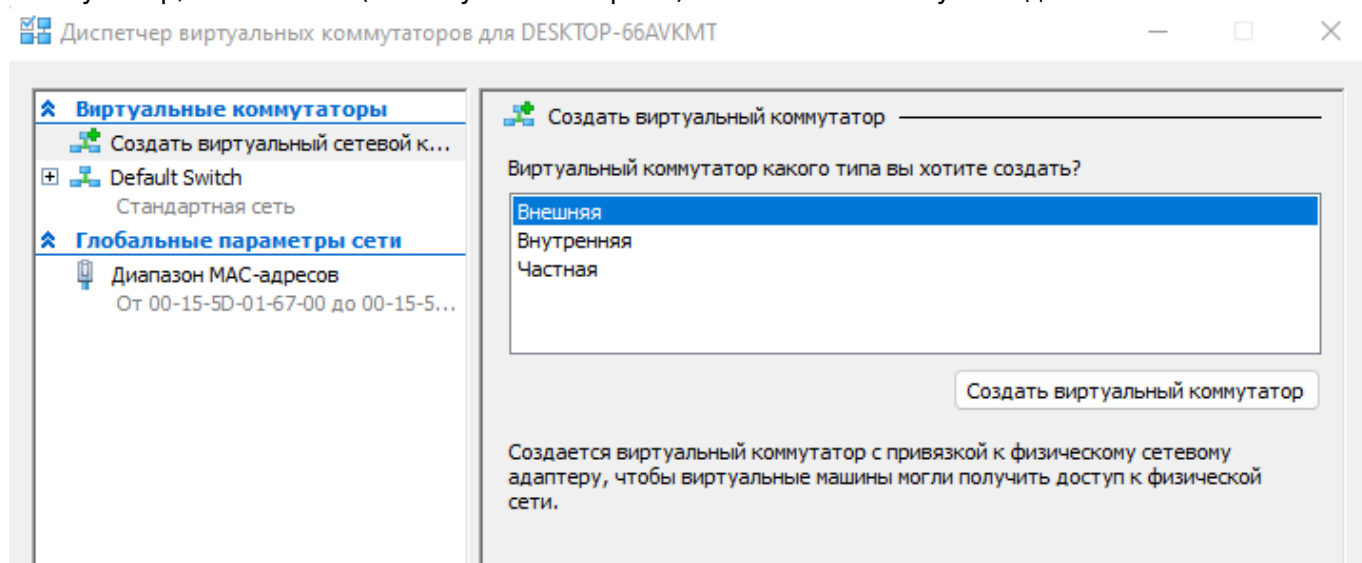 Диспетчер виртуальных коммутаторов для DESKTOP-66AVKMT
Виртуальные коммутаторы
Создать виртуальный сетевой к...
Default Switch
Стандартная сеть
Глобальные параметры сети
Диапазон MAC-адресов
От 00-15-5D-01-67-00 до 00-15-5...
Создать виртуальный коммутатор
Виртуальный коммутатор какого типа вы хотите создать?
Внешняя
Внутренняя
Частная
Создать виртуальный коммутатор
Создается виртуальный коммутатор с привязкой к физическому сетевому
адаптеру, чтобы виртуальные машины могли получить доступ к физической
сети.